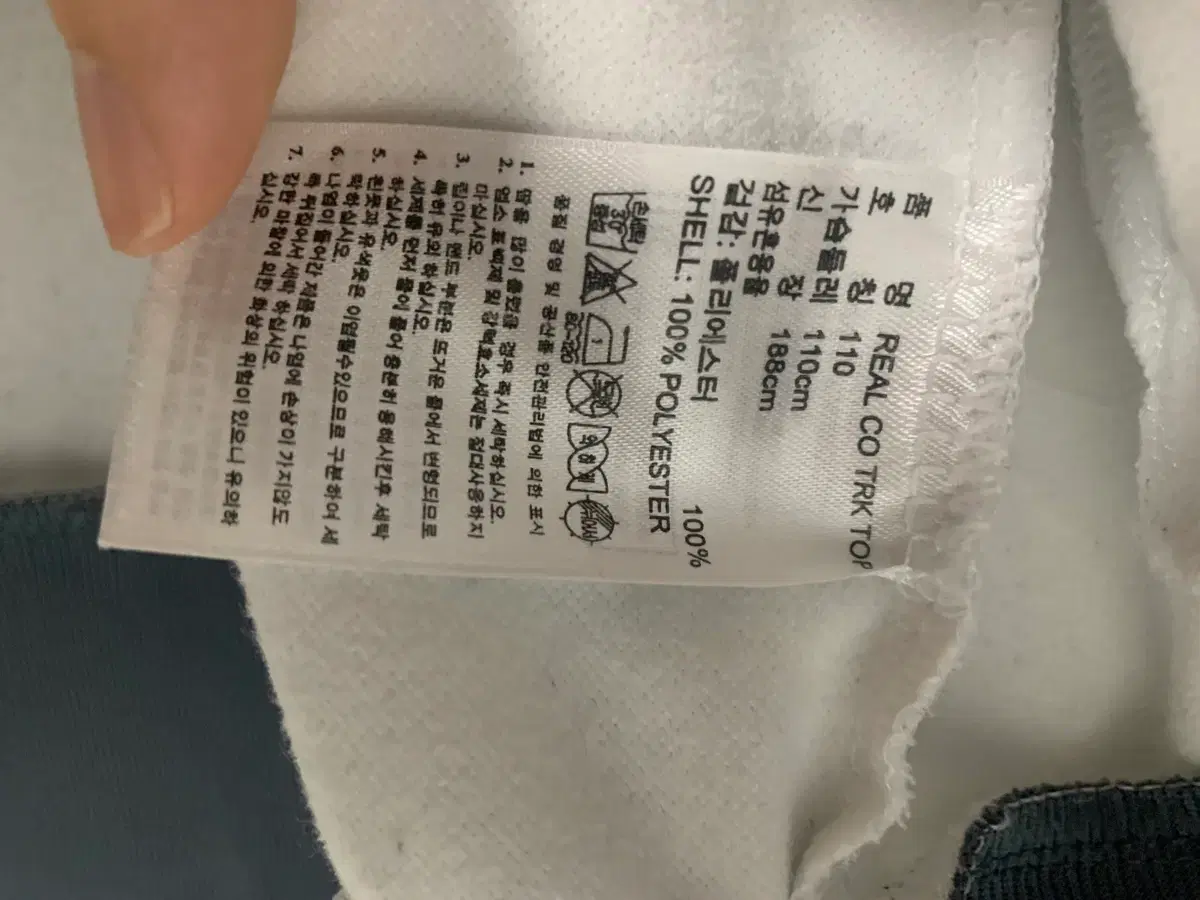 품 명 REAL CO TRK TOP
호 칭 110
가슴둘레 110cm
신 장 188cm
섬유혼용율
겉감: 폴리에스터 100%
SHELL: 100% POLYESTER
손세탁
30°
중성
80-120
품질 경영 및 공산품 안전관리법에 의한 표시
1. 땀을 많이 흘렸을 경우 즉시 세탁하십시오.
2. 염소 표백제 및 강력효소세제는 절대사용하지
마십시오.
3. 립이나 밴드 부분은 뜨거운 물에서 변형되므로
특히 유의 하십시오.
4. 세제를 먼저 물에 풀어 충분히 용해시킨후 세탁
하십시오.
5. 흰옷과 유색옷은 이염될수있으므로 구분하여 세
탁하십시오.
6. 나염이 들어간 제품은 나염에 손상이 가지않도
록 뒤집어서 세탁 하십시오.
7. 강한 마찰에 의한 화상의 위험이 있으니 유의하
십시오.